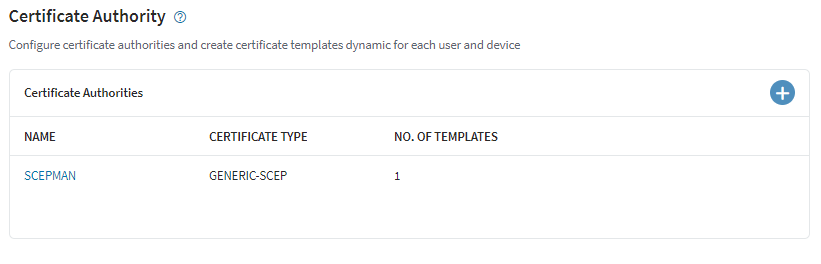 Certificate Authority ?
Configure certificate authorities and create certificate templates dynamic for each user and device
Certificate Authorities
NAME CERTIFICATE TYPE NO. OF TEMPLATES
SCEPMAN GENERIC-SCEP 1